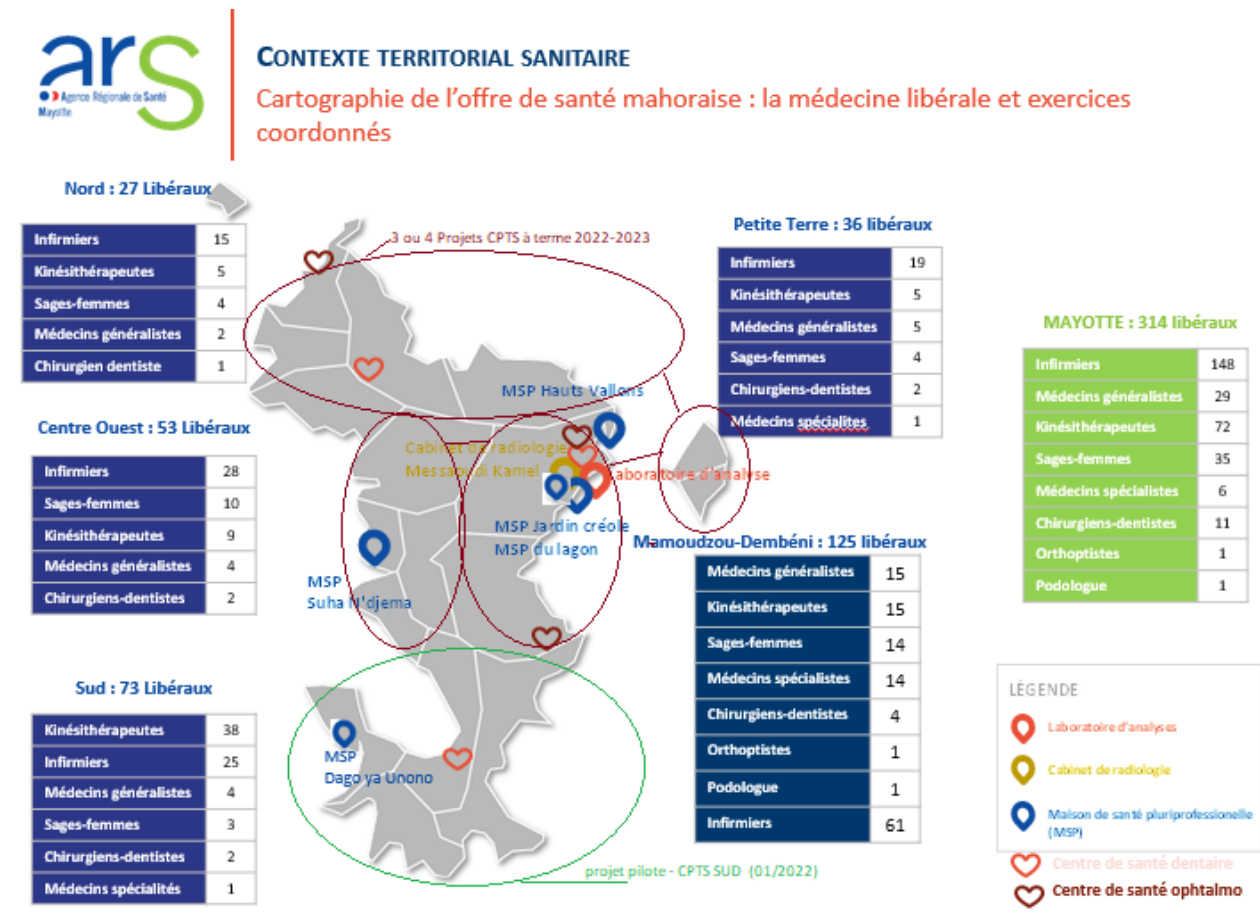 ars
Agence Régionale de Santé
Mayotte
CONTEXTE TERRITORIAL SANITAIRE
Cartographie de l'offre de santé mahoraise : la médecine libérale et exercices
coordonnés
Nord : 27 Libéraux
Infirmiers 15
Kinésithérapeutes 5
Sages-femmes 4
Médecins généralistes 2
Chirurgien dentiste 1
Centre Ouest : 53 Libéraux
Infirmiers 28
Sages-femmes 10
Kinésithérapeutes 9
Médecins généralistes 4
Chirurgiens-dentistes 2
Sud : 73 Libéraux
Kinésithérapeutes 38
Infirmiers 25
Médecins généralistes 4
Sages-femmes 3
Chirurgiens-dentistes 2
Médecins spécialités 1
3 ou 4 Projets CPTS à terme 2022-2023
MSP Hauts Vallons
Cabinet de radiologie
Messaoudi Kamel
Laboratoire d'analyse
MSP Jardin créole
MSP du lagon
MSP
Suha N'djema
MSP
Dago ya Unono
projet pilote - CPTS SUD (01/2022)
Petite Terre : 36 libéraux
Infirmiers 19
Kinésithérapeutes 5
Médecins généralistes 5
Sages-femmes 4
Chirurgiens-dentistes 2
Médecins spécialites 1
Mamoudzou-Dembéni : 125 libéraux
Médecins généralistes 15
Kinésithérapeutes 15
Sages-femmes 14
Médecins spécialistes 14
Chirurgiens-dentistes 4
Orthoptistes 1
Podologue 1
Infirmiers 61
MAYOTTE : 314 libéraux
Infirmiers 148
Médecins généralistes 29
Kinésithérapeutes 72
Sages-femmes 35
Médecins spécialistes 6
Chirurgiens-dentistes 11
Orthoptistes 1
Podologue 1
LÉGENDE
Laboratoire d'analyses
Cabinet de radiologie
Maison de santé pluriprofessionelle
(MSP)
Centre de santé dentaire
Centre de santé ophtalmo